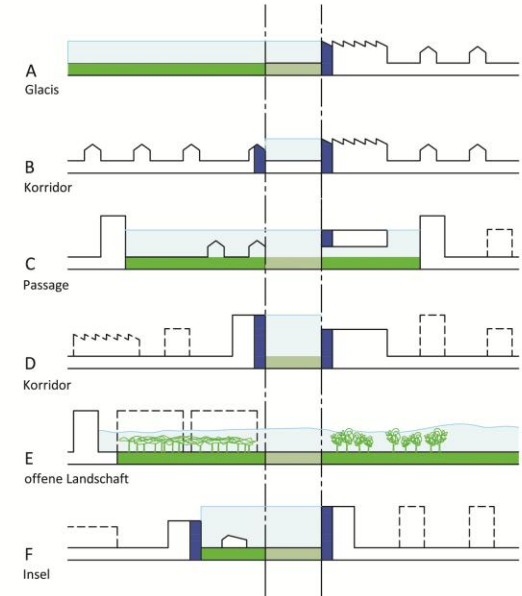 A
Glacis
B
Korridor
C
Passage
D
Korridor
E
offene Landschaft
F
Insel